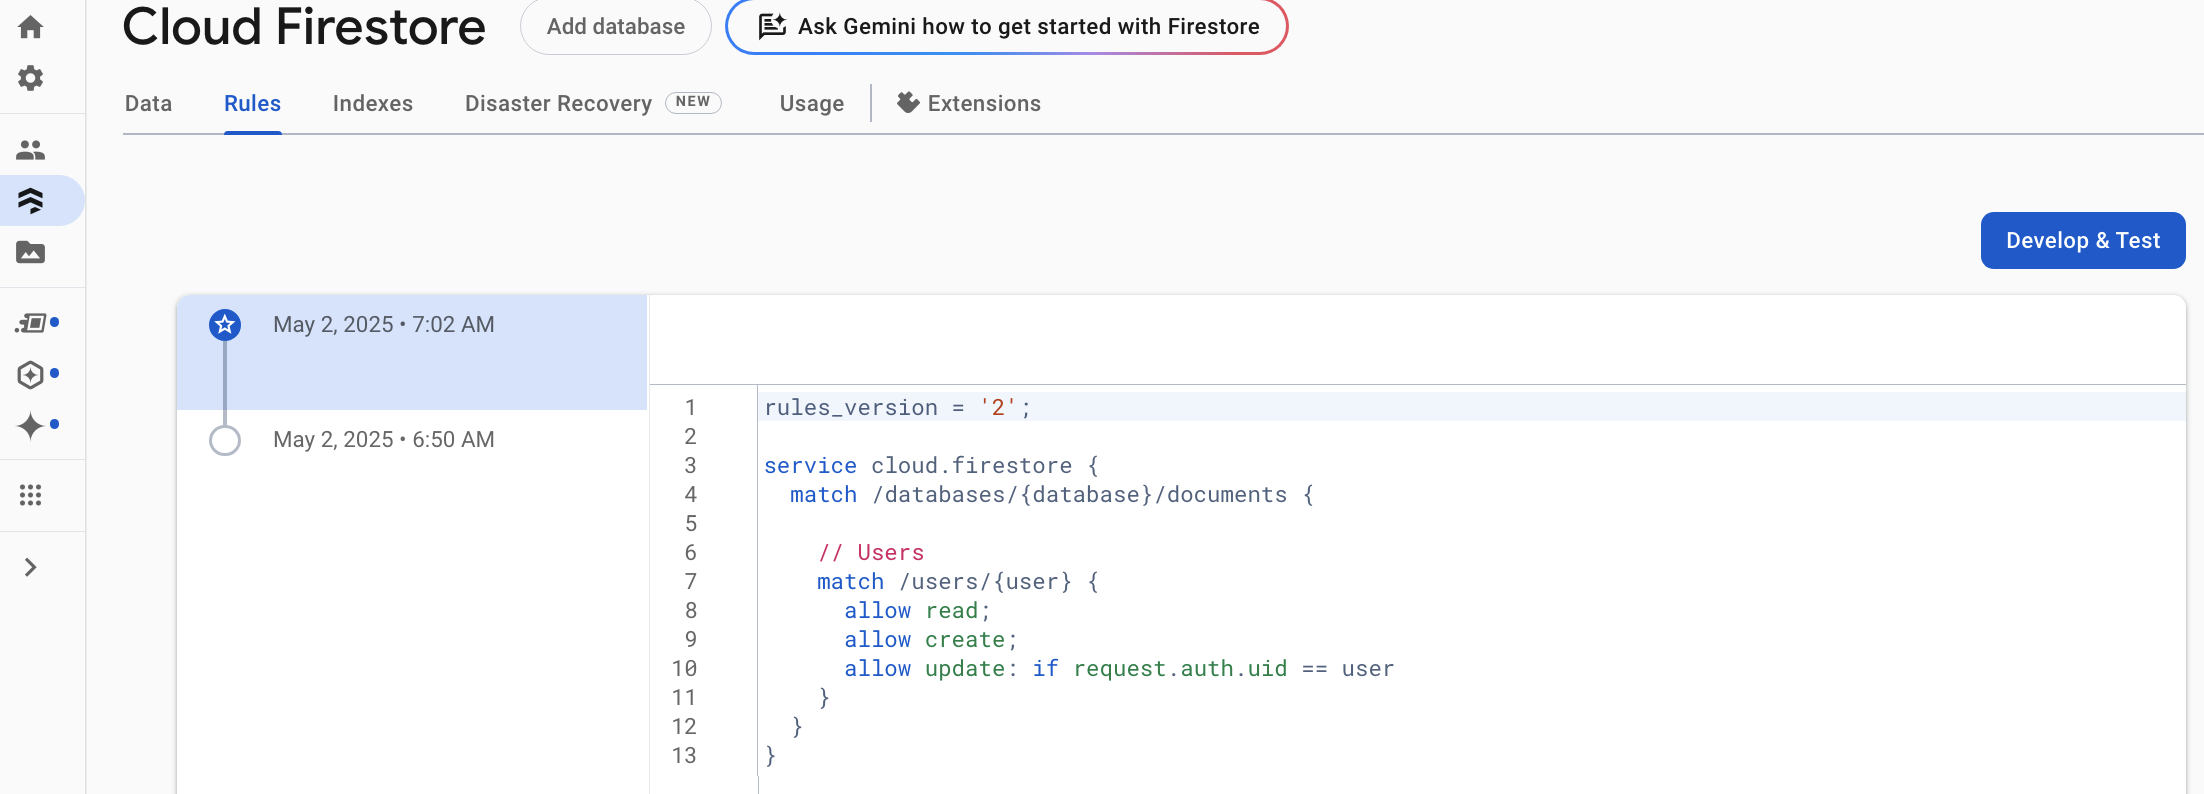 Cloud Firestore
Add database
Ask Gemini how to get started with Firestore
Data
Rules
Indexes
Disaster Recovery NEW
Usage
Extensions
Develop & Test
May 2, 2025 • 7:02 AM
May 2, 2025 • 6:50 AM
1 rules_version = '2';
2
3 service cloud.firestore {
4   match /databases/{database}/documents {
5
6     // Users
7     match /users/{user} {
8       allow read;
9       allow create;
10       allow update: if request.auth.uid == user
11     }
12   }
13 }